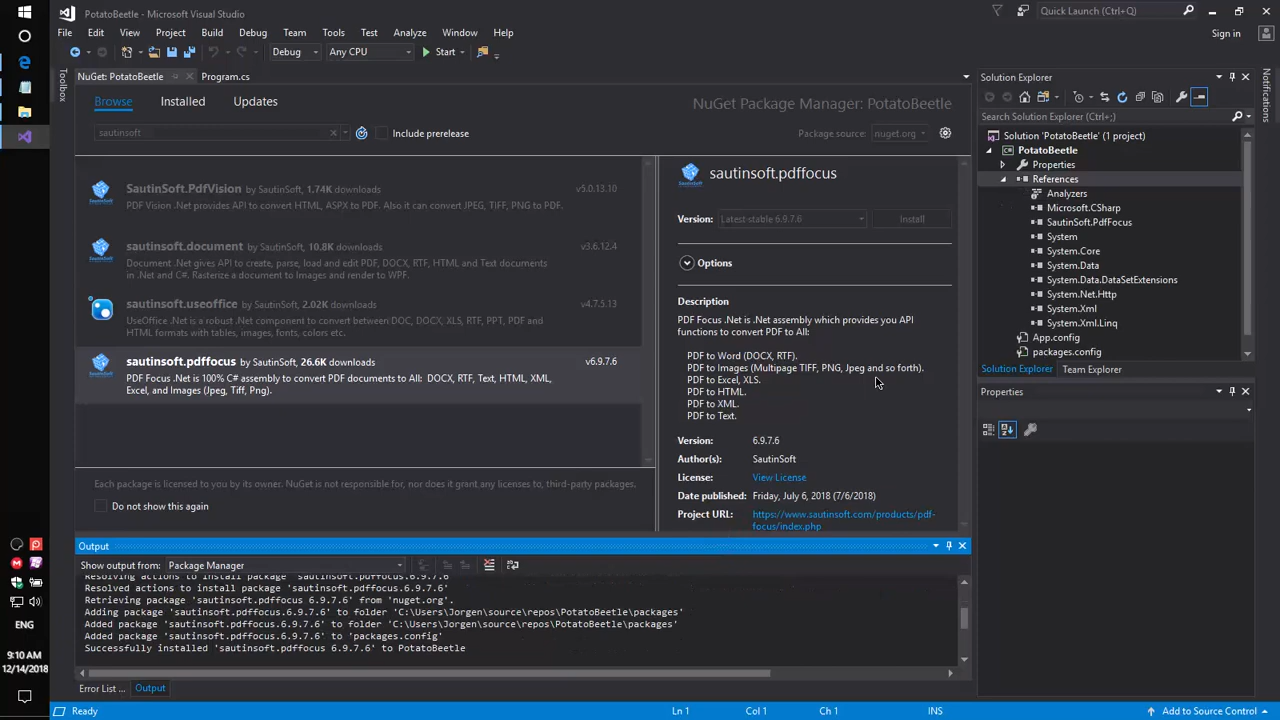 PotatoBeetle - Microsoft Visual Studio
Quick Launch (Ctrl+Q)
File Edit View Project Build Debug Team Tools Test Analyze Window Help
Sign in
Debug Any CPU Start
Toolbox
NuGet: PotatoBeetle Program.cs
Browse Installed Updates
NuGet Package Manager: PotatoBeetle
sautinsoft
Include prerelease
Package source: nuget.org
SautinSoft.PdfVision by SautinSoft, 1.74K downloads v5.0.13.10
PDF Vision .Net provides API to convert HTML, ASPX to PDF. Also it can convert JPEG, TIFF, PNG to PDF.
sautinsoft.document by SautinSoft, 10.8K downloads v3.6.12.4
Document .Net gives API to create, parse, load and edit PDF, DOCX, RTF, HTML and Text documents
in .Net and C#. Rasterize a document to Images and render to WPF.
sautinsoft.useoffice by SautinSoft, 2.02K downloads v4.7.5.13
UseOffice .Net is a robust .Net component to convert between DOC, DOCX, XLS, RTF, PPT, PDF and
HTML formats with tables, images, fonts, colors etc.
sautinsoft.pdffocus by SautinSoft, 26.6K downloads v6.9.7.6
PDF Focus .Net is 100% C# assembly to convert PDF documents to All: DOCX, RTF, Text, HTML, XML,
Excel, and Images (Jpeg, Tiff, Png).
Each package is licensed to you by its owner. NuGet is not responsible for, nor does it grant any licenses to, third-party packages.
Do not show this again
sautinsoft.pdffocus
Version: Latest stable 6.9.7.6 Install
Options
Description
PDF Focus .Net is .Net assembly which provides you API
functions to convert PDF to All:
PDF to Word (DOCX, RTF).
PDF to Images (Multipage TIFF, PNG, Jpeg and so forth).
PDF to Excel, XLS.
PDF to HTML.
PDF to XML.
PDF to Text.
Version: 6.9.7.6
Author(s): SautinSoft
License: View License
Date published: Friday, July 6, 2018 (7/6/2018)
Project URL: https://www.sautinsoft.com/products/pdf-
focus/index.php
Solution Explorer
Search Solution Explorer (Ctrl+;)
Solution 'PotatoBeetle' (1 project)
PotatoBeetle
Properties
References
Analyzers
Microsoft.CSharp
SautinSoft.PdfFocus
System
System.Core
System.Data
System.Data.DataSetExtensions
System.Net.Http
System.Xml
System.Xml.Linq
App.config
packages.config
Solution Explorer Team Explorer
Properties
Notifications
Output
Show output from: Package Manager
Resolving actions to install package 'sautinsoft.pdffocus.6.9.7.6'
Resolved actions to install package 'sautinsoft.pdffocus.6.9.7.6'
Retrieving package 'sautinsoft.pdffocus 6.9.7.6' from 'nuget.org'.
Adding package 'sautinsoft.pdffocus.6.9.7.6' to folder 'C:\Users\Jorgen\source\repos\PotatoBeetle\packages'
Added package 'sautinsoft.pdffocus.6.9.7.6' to folder 'C:\Users\Jorgen\source\repos\PotatoBeetle\packages'
Added package 'sautinsoft.pdffocus.6.9.7.6' to 'packages.config'
Successfully installed 'sautinsoft.pdffocus 6.9.7.6' to PotatoBeetle
Error List ... Output
Ready Ln 1 Col 1 Ch 1 INS Add to Source Control
ENG
9:10 AM
12/14/2018